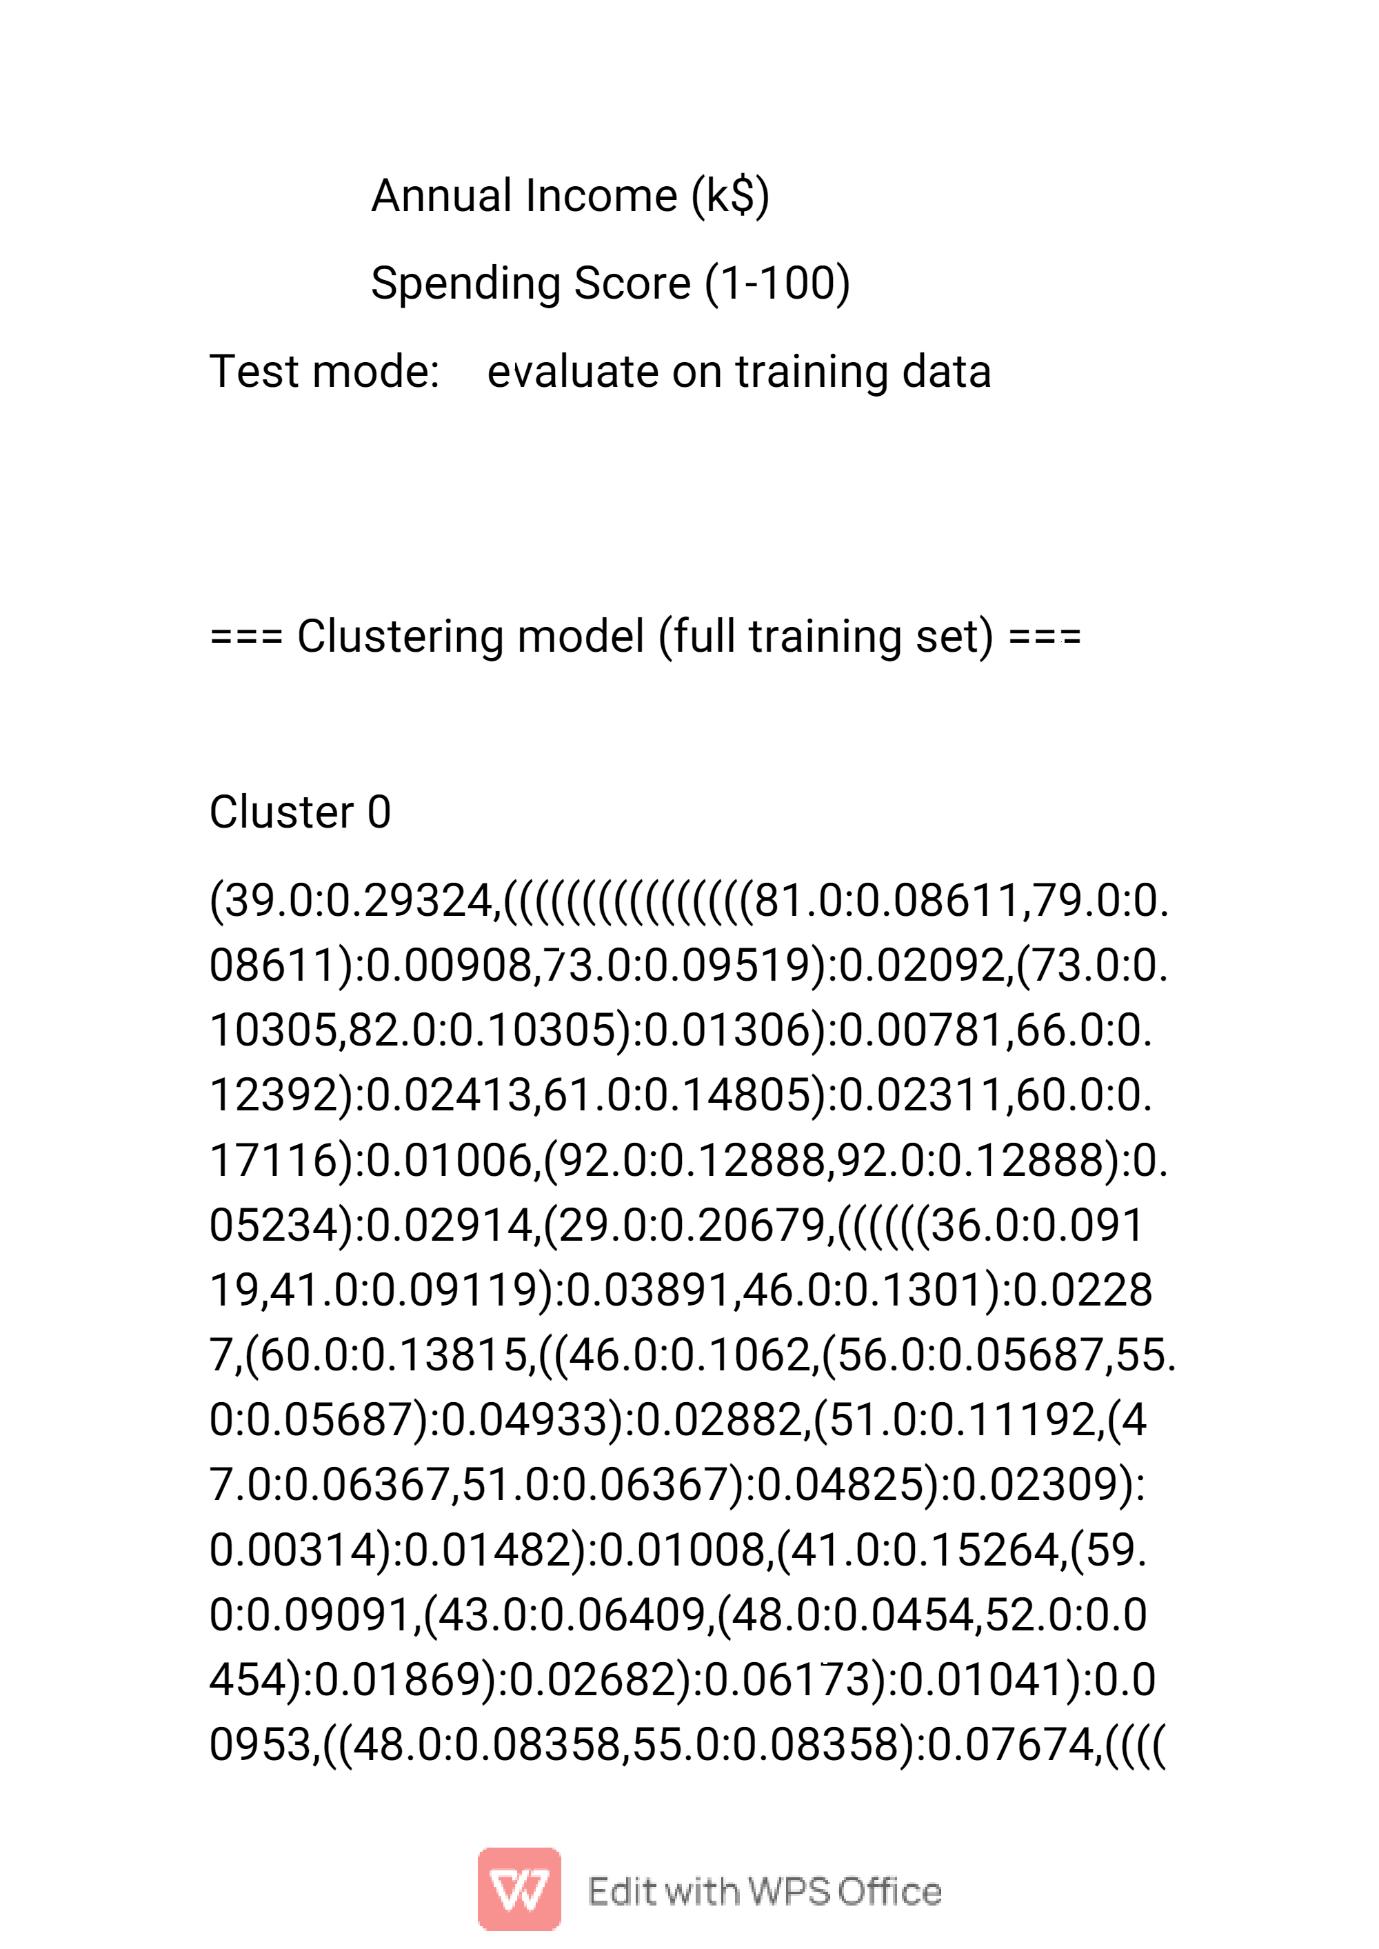 Annual Income (k$)
Spending Score (1-100)
Test mode: evaluate on training data
=== Clustering model (full training set) ===
Cluster 0
(39.0:0.29324,((((((((((((((((81.0:0.08611,79.0:0.
08611):0.00908,73.0:0.09519):0.02092,(73.0:0.
10305,82.0:0.10305):0.01306):0.00781,66.0:0.
12392):0.02413,61.0:0.14805):0.02311,60.0:0.
17116):0.01006,(92.0:0.12888,92.0:0.12888):0.
05234):0.02914,(29.0:0.20679,((((((36.0:0.091
19,41.0:0.09119):0.03891,46.0:0.1301):0.0228
7,(60.0:0.13815,((46.0:0.1062,(56.0:0.05687,55.
0:0.05687):0.04933):0.02882,(51.0:0.11192,(4
7.0:0.06367,51.0:0.06367):0.04825):0.02309):
0.00314):0.01482):0.01008,(41.0:0.15264,(59.
0:0.09091,(43.0:0.06409,(48.0:0.0454,52.0:0.0
454):0.01869):0.02682):0.06173):0.01041):0.0
0953,((48.0:0.08358,55.0:0.08358):0.07674,((((
Edit with WPS Office